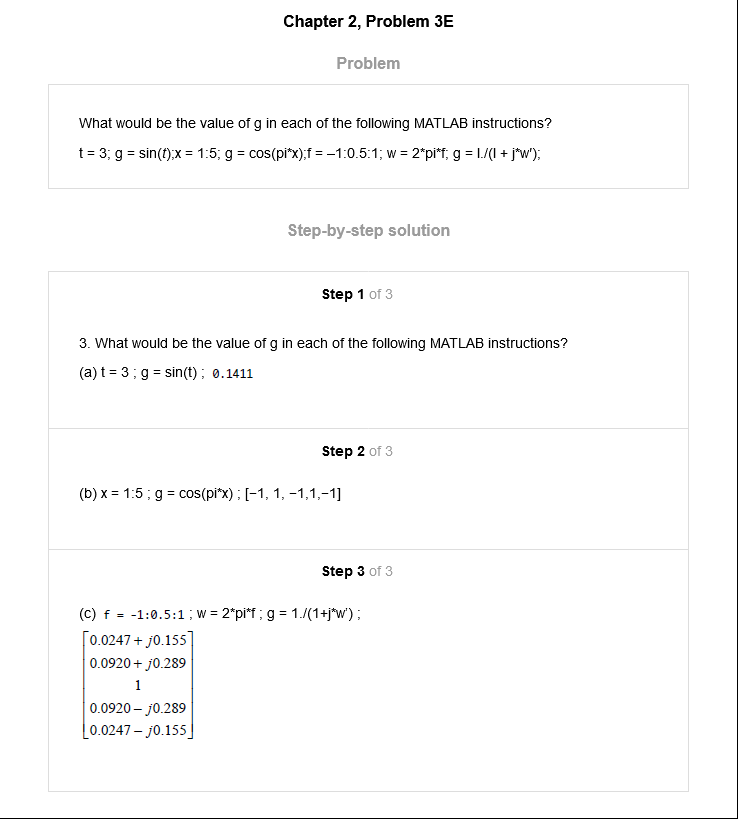 Chapter 2, Problem 3E
Problem
What would be the value of g in each of the following MATLAB instructions?
t = 3; g = sin(t);x = 1:5; g = cos(pi*x);f = –1:0.5:1; w = 2*pi*f; g = l./(l + j*w′);
Step-by-step solution
Step 1 of 3
3. What would be the value of g in each of the following MATLAB instructions?
(a) t = 3 ; g = sin(t) ; 0.1411
Step 2 of 3
(b) x = 1:5 ; g = cos(pi*x) ; [−1, 1, −1,1,−1]
Step 3 of 3
(c) f = -1:0.5:1 ; w = 2*pi*f ; g = 1./(1+j*w') ;
0.0247 + j0.155
0.0920 + j0.289
1
0.0920 – j0.289
0.0247 – j0.155